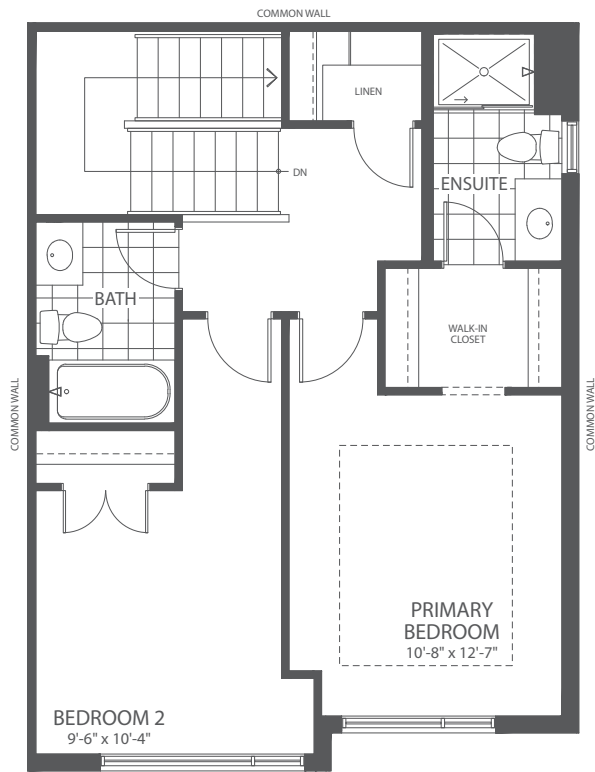 COMMON WALL
LINEN
DN
ENSUITE
BATH
WALK-IN
CLOSET
COMMON WALL
COMMON WALL
PRIMARY
BEDROOM
10'-8" x 12'-7"
BEDROOM 2
9'-6" x 10'-4"